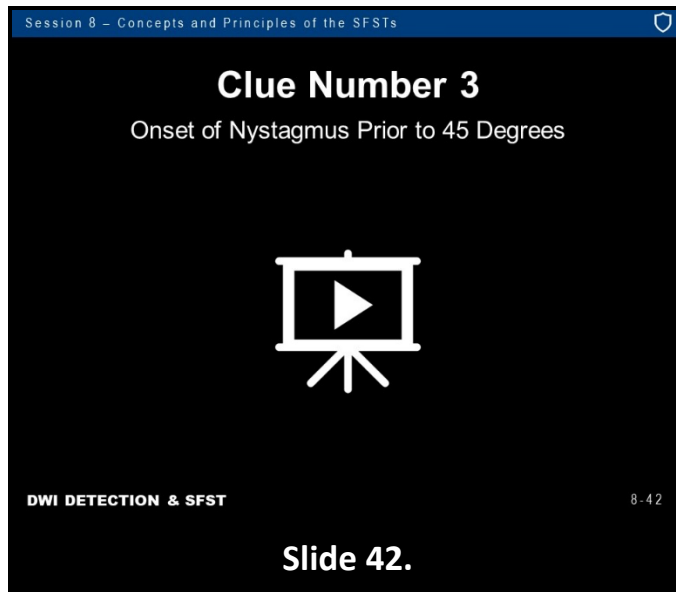 Session 8 – Concepts and Principles of the SFSTs
Clue Number 3
Onset of Nystagmus Prior to 45 Degrees
DWI DETECTION & SFST
8-42
Slide 42.